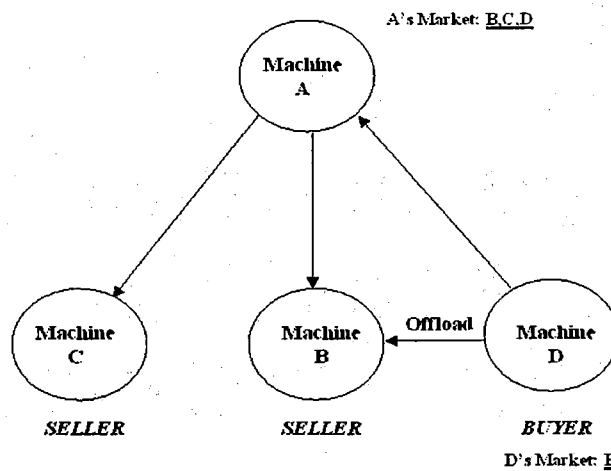 A's Market: B,C,D
Machine
A
Machine
C
Machine
B
Offload
Machine
D
SELLER
SELLER
BUYER
D's Market: